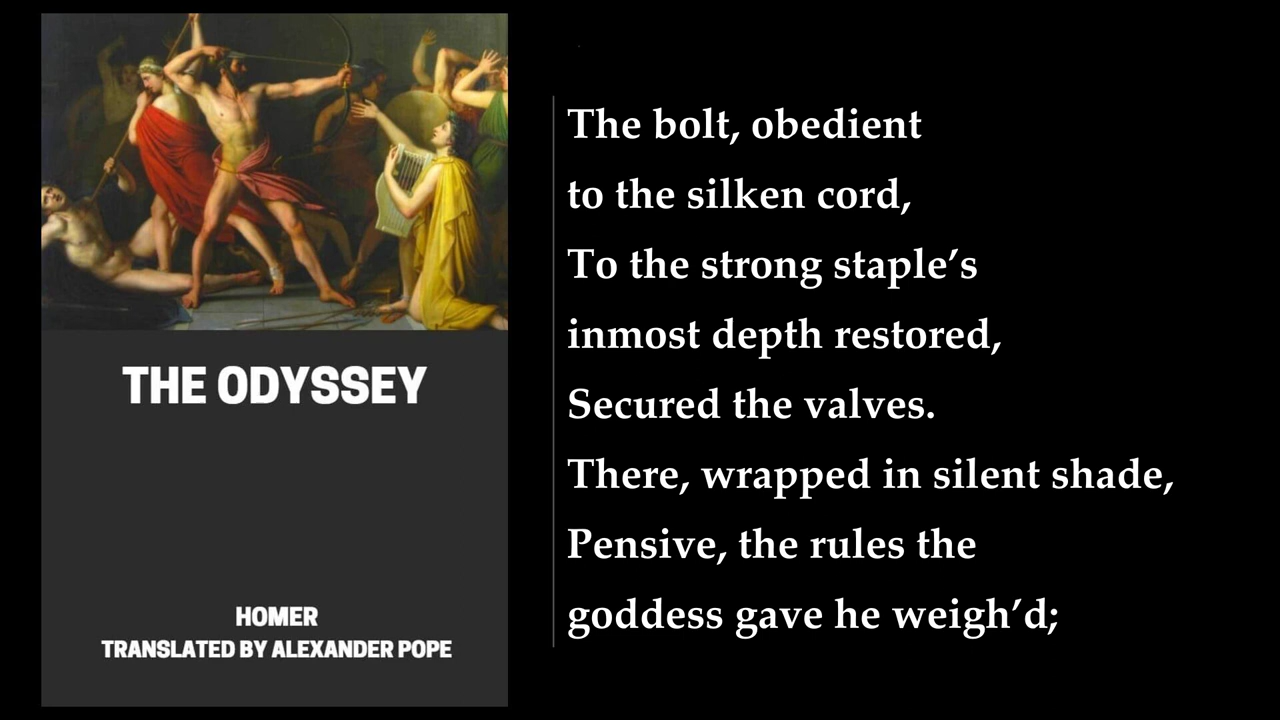 THE ODYSSEY
HOMER
TRANSLATED BY ALEXANDER POPE
The bolt, obedient
to the silken cord,
To the strong staple’s
inmost depth restored,
Secured the valves.
There, wrapped in silent shade,
Pensive, the rules the
goddess gave he weigh’d;